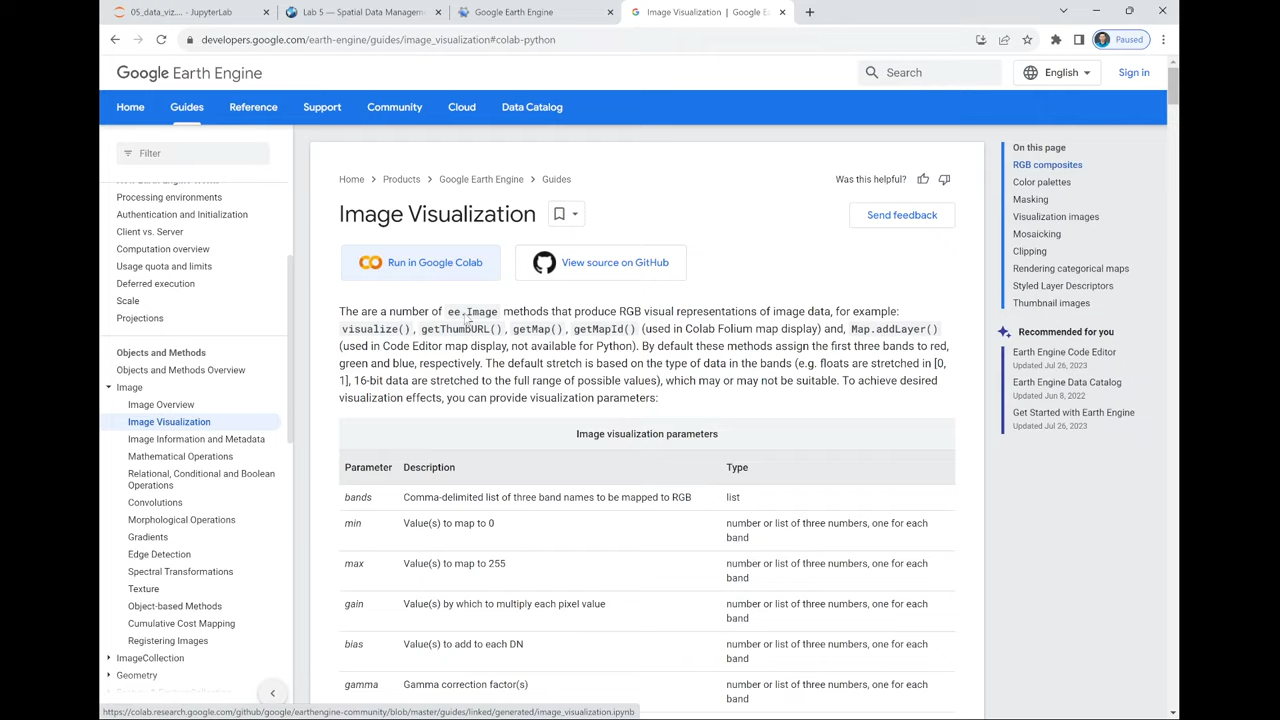 05_data_viz.... - JupyterLab
Lab 5 — Spatial Data Managem
Google Earth Engine
Image Visualization | Google E
developers.google.com/earth-engine/guides/image_visualization#colab-python
Paused
Google Earth Engine
Search
English
Sign in
Home
Guides
Reference
Support
Community
Cloud
Data Catalog
Filter
Processing environments
Authentication and Initialization
Client vs. Server
Computation overview
Usage quota and limits
Deferred execution
Scale
Projections
Objects and Methods
Objects and Methods Overview
Image
Image Overview
Image Visualization
Image Information and Metadata
Mathematical Operations
Relational, Conditional and Boolean
Operations
Convolutions
Morphological Operations
Gradients
Edge Detection
Spectral Transformations
Texture
Object-based Methods
Cumulative Cost Mapping
Registering Images
ImageCollection
Geometry
Home > Products > Google Earth Engine > Guides
Was this helpful?
Image Visualization
Send feedback
Run in Google Colab
View source on GitHub
The are a number of ee.Image methods that produce RGB visual representations of image data, for example:
visualize(), getThumbURL(), getMap(), getMapId() (used in Colab Folium map display) and, Map.addLayer()
(used in Code Editor map display, not available for Python). By default these methods assign the first three bands to red,
green and blue, respectively. The default stretch is based on the type of data in the bands (e.g. floats are stretched in [0,
1], 16-bit data are stretched to the full range of possible values), which may or may not be suitable. To achieve desired
visualization effects, you can provide visualization parameters:
Image visualization parameters
Parameter Description Type
bands Comma-delimited list of three band names to be mapped to RGB list
min Value(s) to map to 0 number or list of three numbers, one for each
band
max Value(s) to map to 255 number or list of three numbers, one for each
band
gain Value(s) by which to multiply each pixel value number or list of three numbers, one for each
band
bias Value(s) to add to each DN number or list of three numbers, one for each
band
gamma Gamma correction factor(s) number or list of three numbers, one for each
band
On this page
RGB composites
Color palettes
Masking
Visualization images
Mosaicking
Clipping
Rendering categorical maps
Styled Layer Descriptors
Thumbnail images
Recommended for you
Earth Engine Code Editor
Updated Jul 26, 2023
Earth Engine Data Catalog
Updated Jun 8, 2022
Get Started with Earth Engine
Updated Jul 26, 2023
https://colab.research.google.com/github/google/earthengine-community/blob/master/guides/linked/generated/image_visualization.ipynb